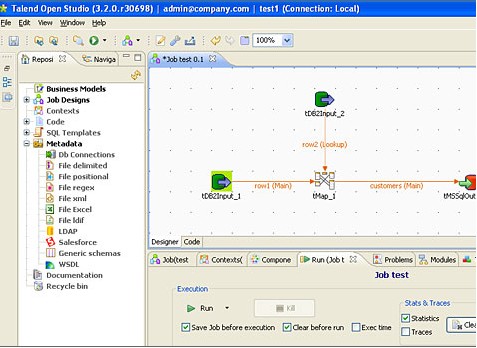 Talend Open Studio (3.2.0.r30698) | admin@company.com | test1 (Connection: Local)
File Edit View Window Help
100%
Reposi
Naviga
Business Models
Job Designs
Contexts
Code
SQL Templates
Metadata
Db Connections
File delimited
File positional
File regex
File xml
File Excel
File ldif
LDAP
Salesforce
Generic schemas
WSDL
Documentation
Recycle bin
*Job test 0.1
tDB2Input_2
row2 (Lookup)
row1 (Main)
customers (Main)
tDB2Input_1
tMap_1
tMSSqlOut
Designer Code
Job(test
Contexts(
Compone
Run (Job t
Problems
Modules
Job test
Execution
Run
Kill
Save Job before execution
Clear before run
Exec time
Stats & Traces
Statistics
Traces
Clea